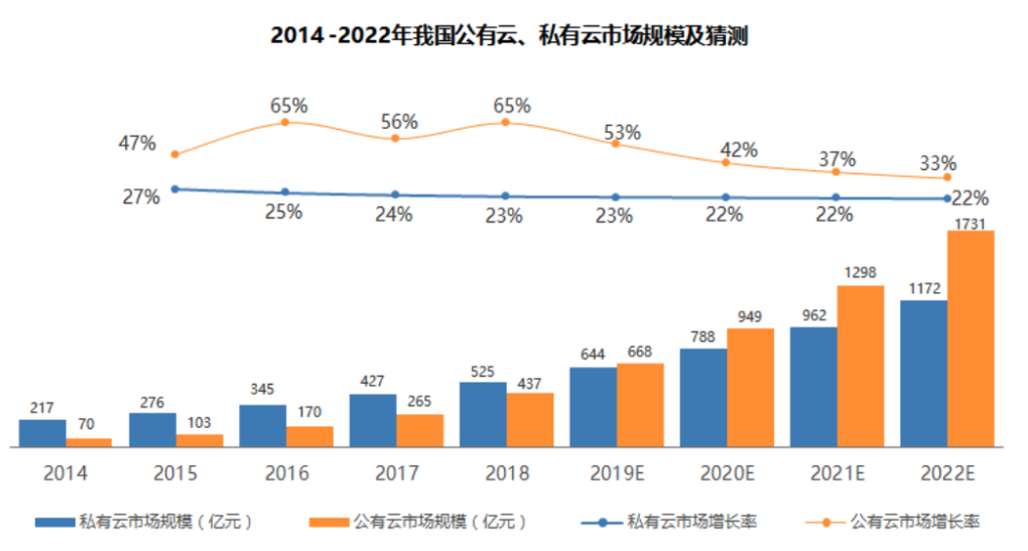 2014 -2022年我国公有云、私有云市场规模及猜测
47% 65% 56% 65% 53% 42% 37% 33%
27% 25% 24% 23% 23% 22% 22% 22%
217 276 345 427 525 644 788 962 1172
70 103 170 265 437 668 949 1298 1731
2014 2015 2016 2017 2018 2019E 2020E 2021E 2022E
私有云市场规模（亿元） 公有云市场规模（亿元） 私有云市场增长率 公有云市场增长率